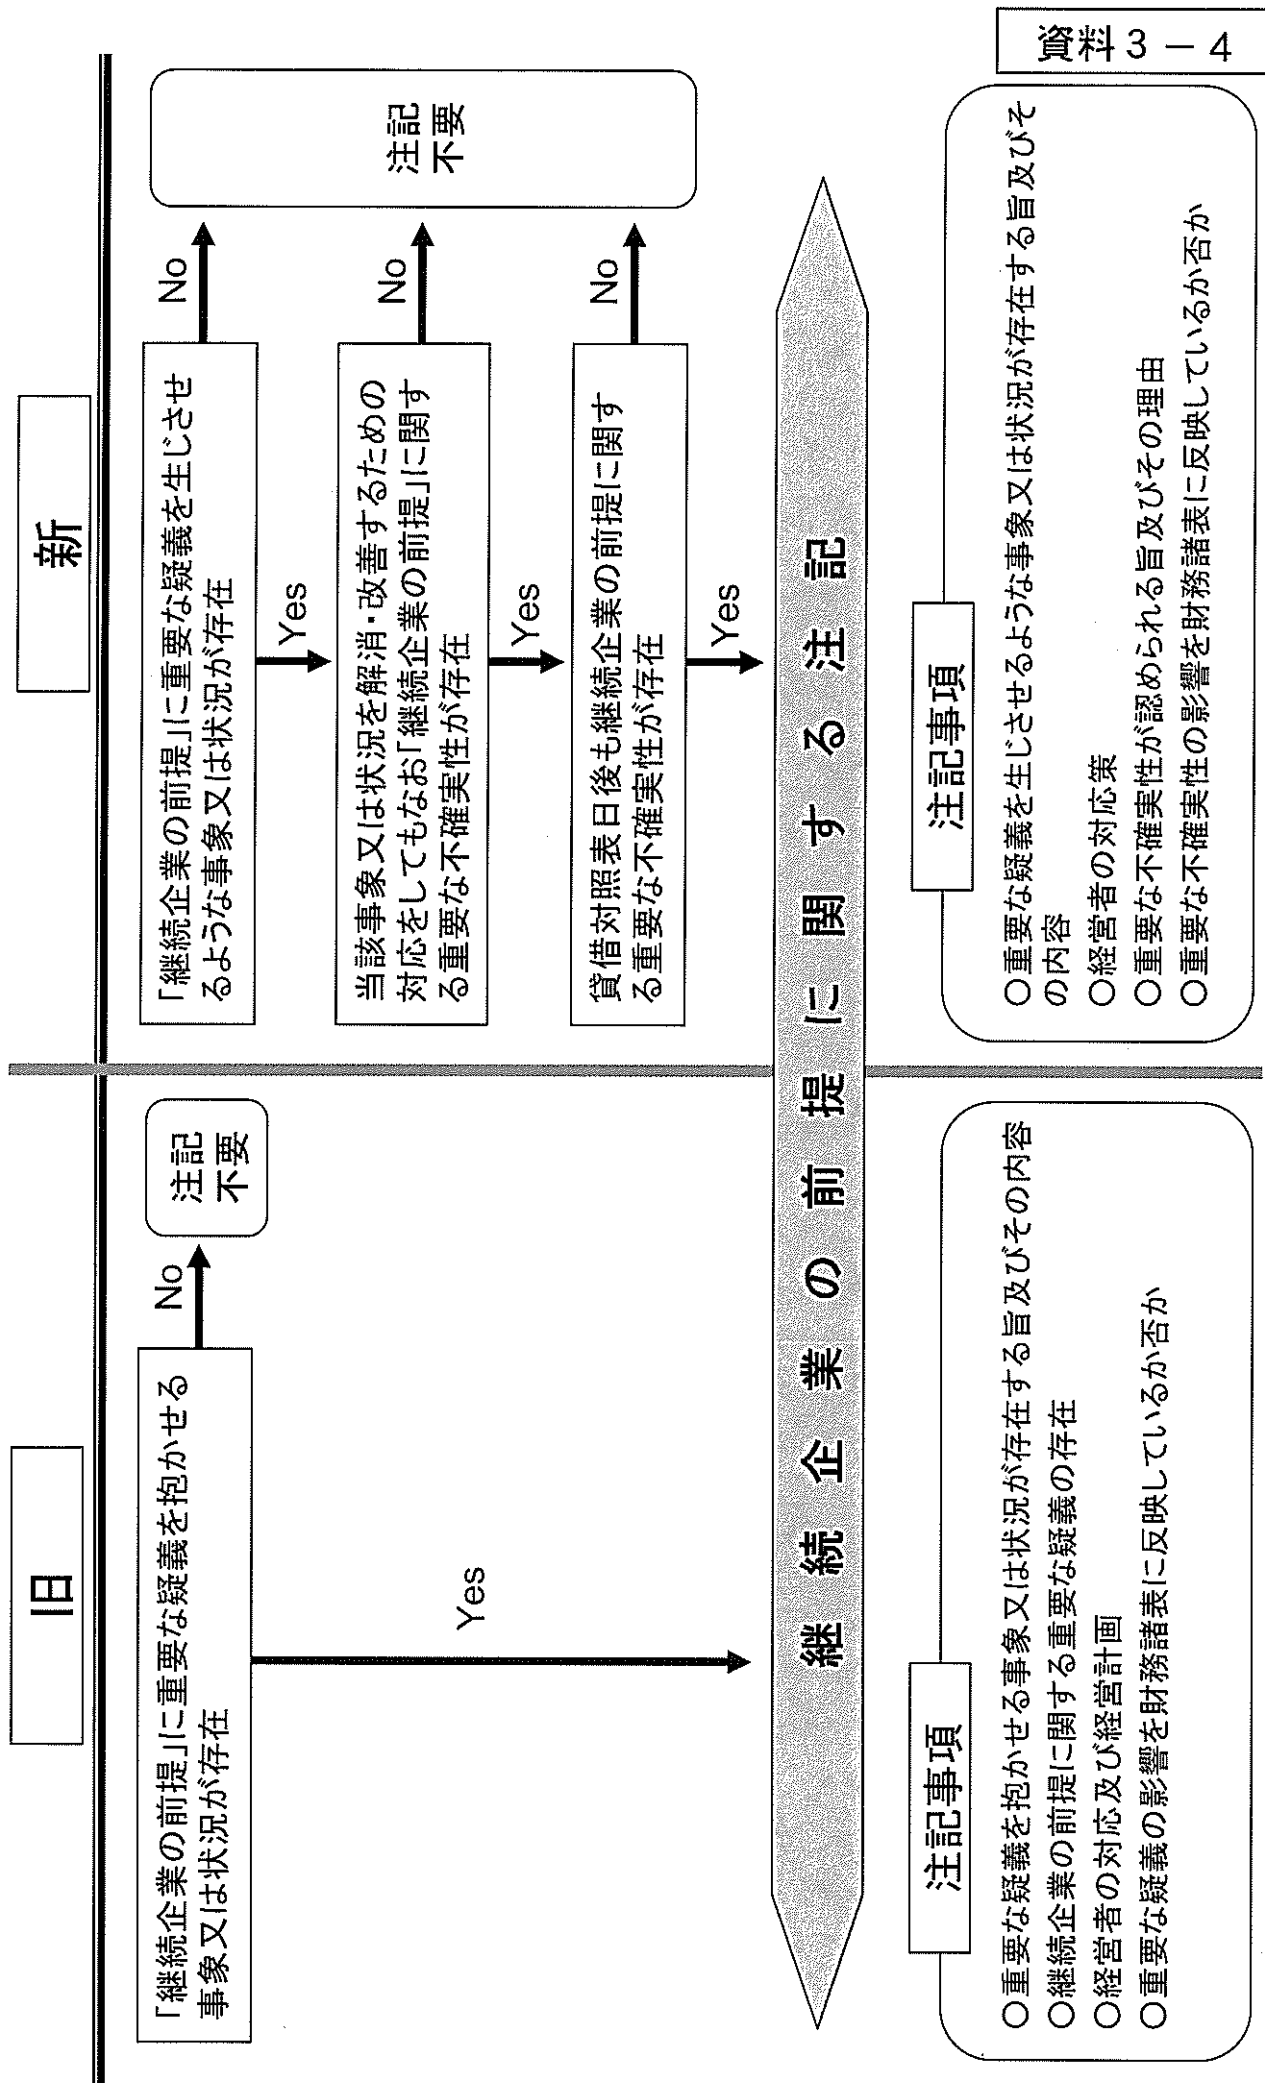 資料３－４
旧
「継続企業の前提」に重要な疑義を抱かせる
事象又は状況が存在
No
注記
不要
Yes
新
「継続企業の前提」に重要な疑義を生じさせ
るような事象又は状況が存在
No
Yes
当該事象又は状況を解消・改善するための
対応をしてもなお「継続企業の前提」に関す
る重要な不確実性が存在
No
Yes
貸借対照表日後も継続企業の前提に関す
る重要な不確実性が存在
No
Yes
注記
不要
継続企業の前提に関する注記
注記事項
○重要な疑義を抱かせる事象又は状況が存在する旨及びその内容
○継続企業の前提に関する重要な疑義の存在
○経営者の対応及び経営計画
○重要な疑義の影響を財務諸表に反映しているか否か
注記事項
○重要な疑義を生じさせるような事象又は状況が存在する旨及びそ
の内容
○経営者の対応策
○重要な不確実性が認められる旨及びその理由
○重要な不確実性の影響を財務諸表に反映しているか否か